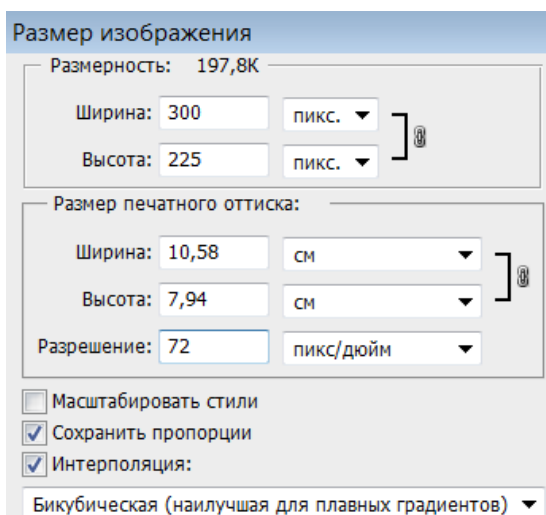 Размер изображения
Размерность: 197,8K
Ширина: 300 пикс.
Высота: 225 пикс.
Размер печатного оттиска:
Ширина: 10,58 см
Высота: 7,94 см
Разрешение: 72 пикс/дюйм
Масштабировать стили
Сохранить пропорции
Интерполяция:
Бикубическая (наилучшая для плавных градиентов)